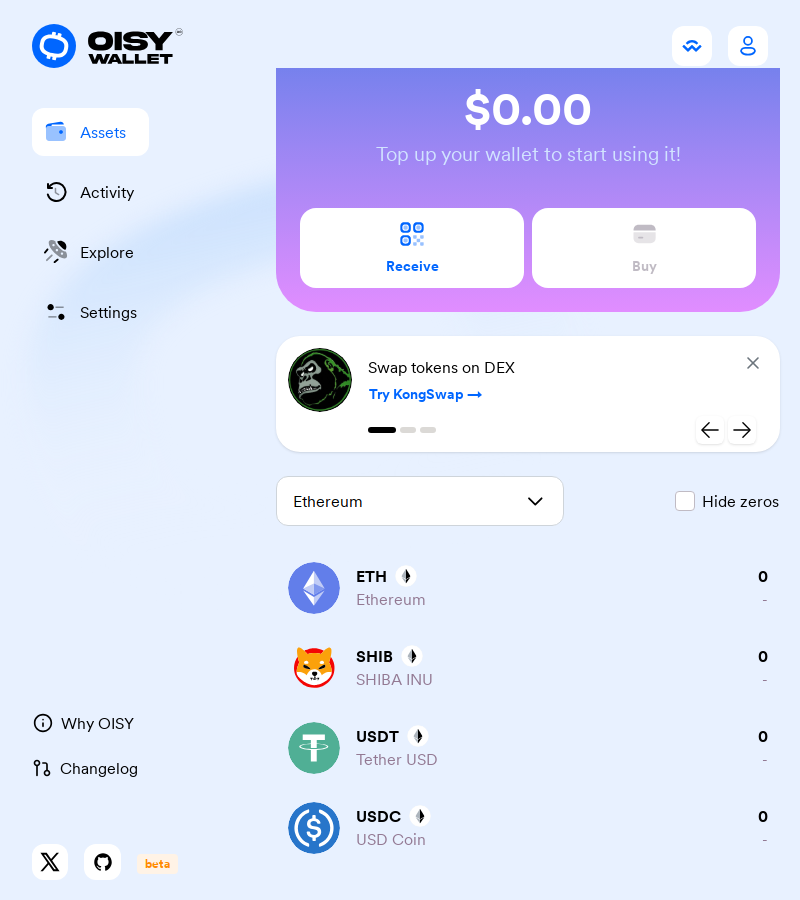 OISY
WALLET
Assets
Activity
Explore
Settings
Why OISY
Changelog
beta
$0.00
Top up your wallet to start using it!
Receive
Buy
Swap tokens on DEX
Try KongSwap →
Ethereum
Hide zeros
ETH
0
Ethereum
-
SHIB
0
SHIBA INU
-
USDT
0
Tether USD
-
USDC
0
USD Coin
-